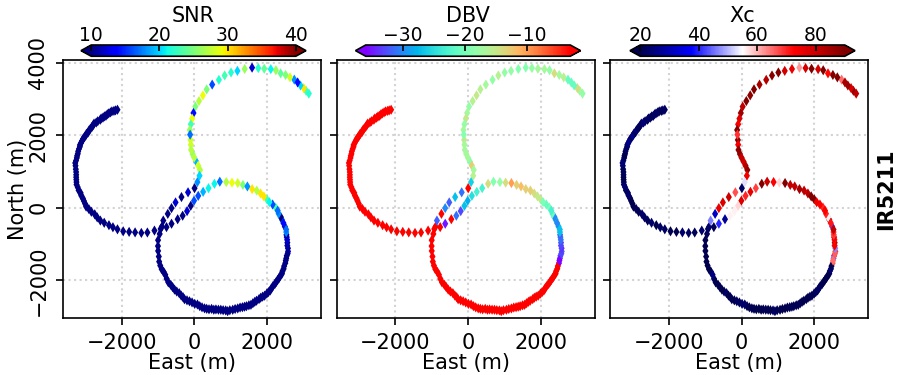 SNR DBV Xc
10 20 30 40 −30 −20 −10 20 40 60 80
4000
2000
0
−2000
North (m)
−2000 0 2000 −2000 0 2000 −2000 0 2000
East (m) East (m) East (m)
IR5211